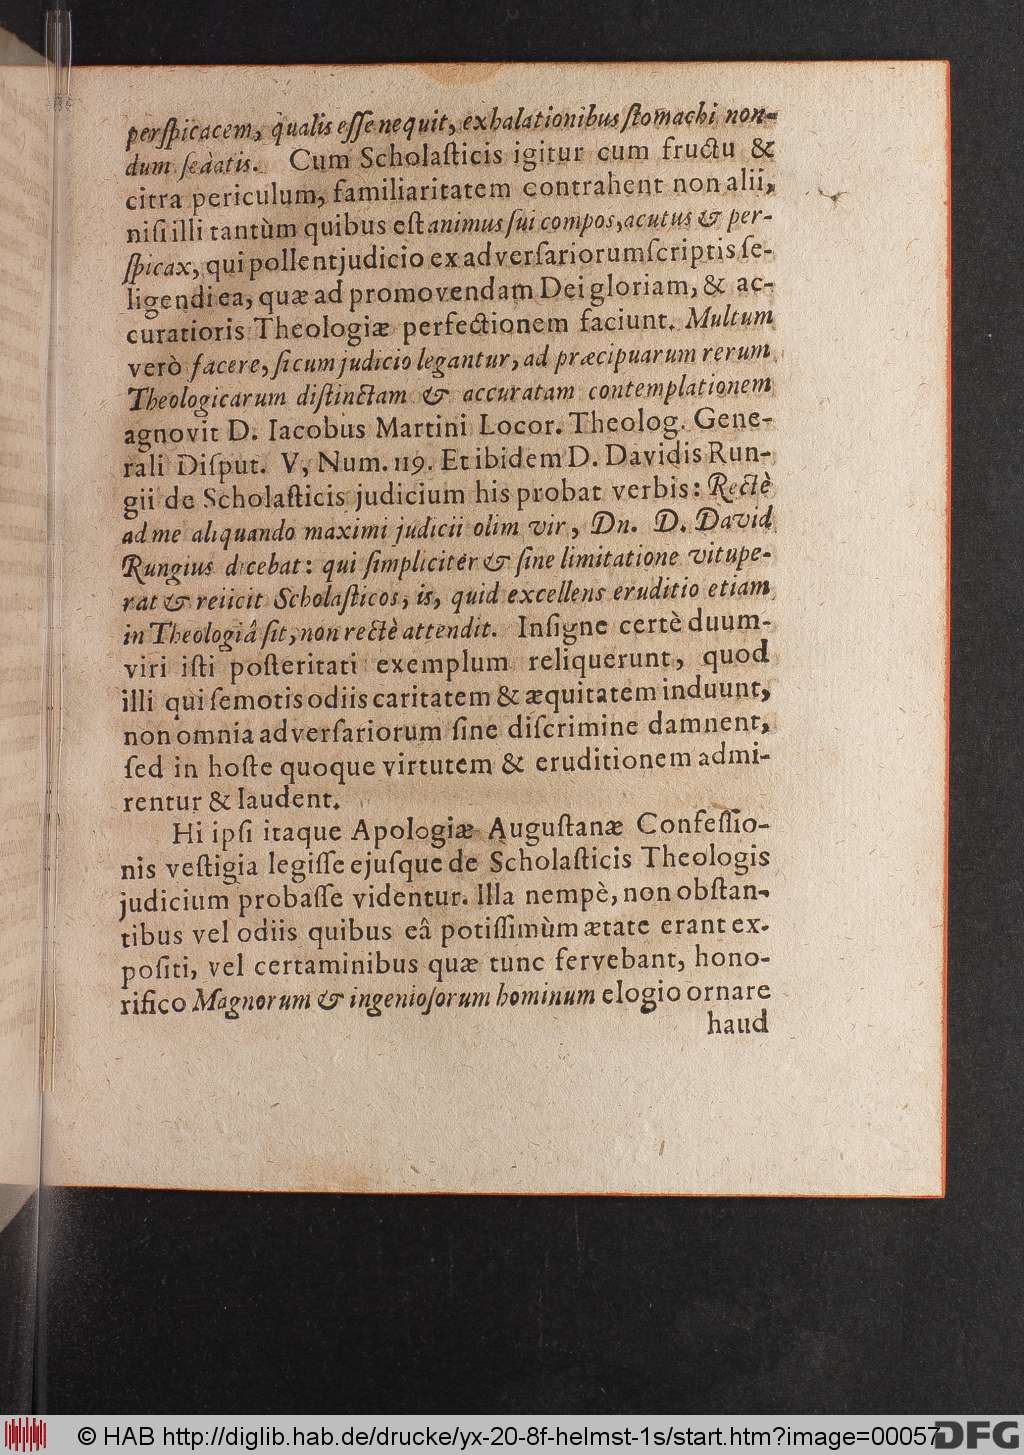 perſpicacem, qualis eſſe nequit, exhalationibus ſtomachi non-
dum ſedatis. Cum Scholaſticis igitur cum fructu &
citra periculum, familiaritatem contrahent non alii,
niſi illi tantùm quibus eſt animus ſui compos, acutus & per-
ſpicax, qui pollent judicio ex adverſariorum ſcriptis ſe-
ligendi ea, quæ ad promovendam Dei gloriam, & ac-
curatioris Theologiæ perfectionem faciunt. Multum
verò facere, ſi cum judicio legantur, ad præcipuarum rerum
Theologicarum diſtinctam & accuratam contemplationem
agnovit D. Iacobus Martini Locor. Theolog. Gene-
rali Diſput. V, Num. 119. Et ibidem D. Davidis Run-
gii de Scholaſticis judicium his probat verbis: Rectè
ad me aliquando maximi judicii olim vir, Dn. D. David
Rungius dicebat: qui ſimpliciter & ſine limitatione vitupe-
rat & reiicit Scholaſticos, is, quid excellens eruditio etiam
in Theologiâ ſit, non rectè attendit. Inſigne certè duum-
viri iſti poſteritati exemplum reliquerunt, quod
illi qui ſemotis odiis caritatem & æquitatem induunt,
non omnia adverſariorum ſine diſcrimine damnent,
ſed in hoſte quoque virtutem & eruditionem admi-
rentur & laudent.
Hi ipſi itaque Apologiæ Auguſtanæ Confeſſio-
nis veſtigia legiſſe ejuſque de Scholaſticis Theologis
judicium probaſſe videntur. Illa nempè, non obſtan-
tibus vel odiis quibus eâ potiſſimùm ætate erant ex-
poſiti, vel certaminibus quæ tunc fervebant, hono-
rifico Magnorum & ingenioſorum hominum elogio ornare
haud
© HAB http://diglib.hab.de/drucke/yx-20-8f-helmst-1s/start.htm?image=00057
DFG